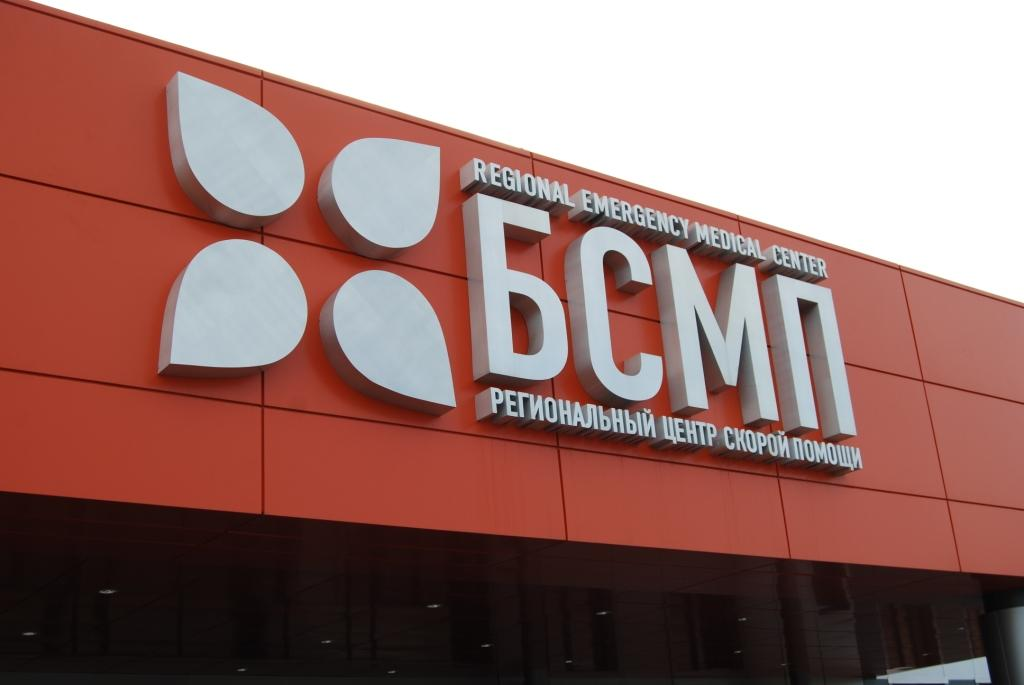 REGIONAL EMERGENCY MEDICAL CENTER
БСМП
РЕГИОНАЛЬНЫЙ ЦЕНТР СКОРОЙ ПОМОЩИ